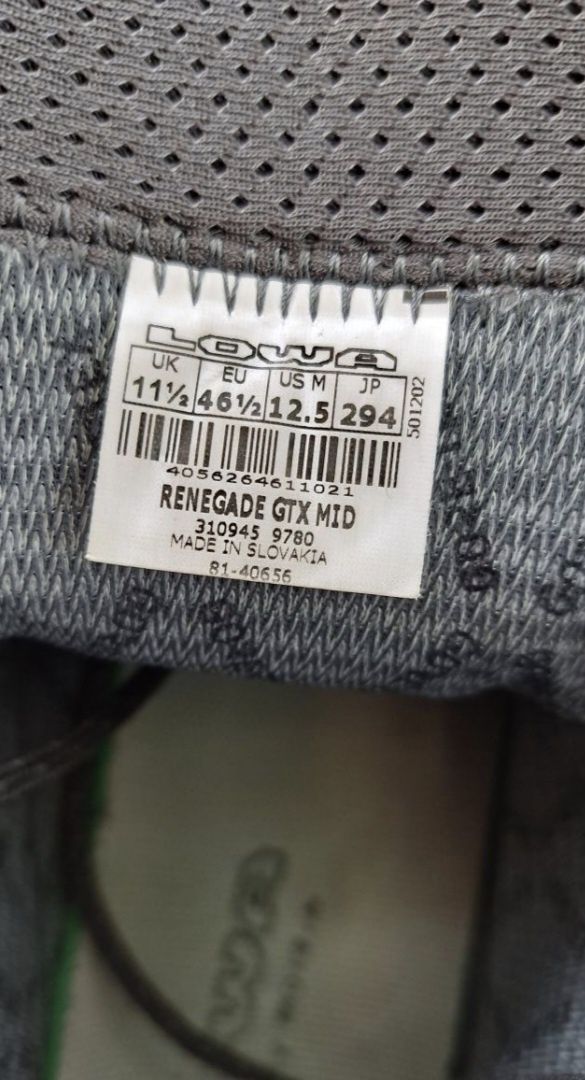 LOWA
UK EU US M JP
11½ 46½ 12.5 294
501202
4056264611021
RENEGADE GTX MID
310945 9780
MADE IN SLOVAKIA
81-40656